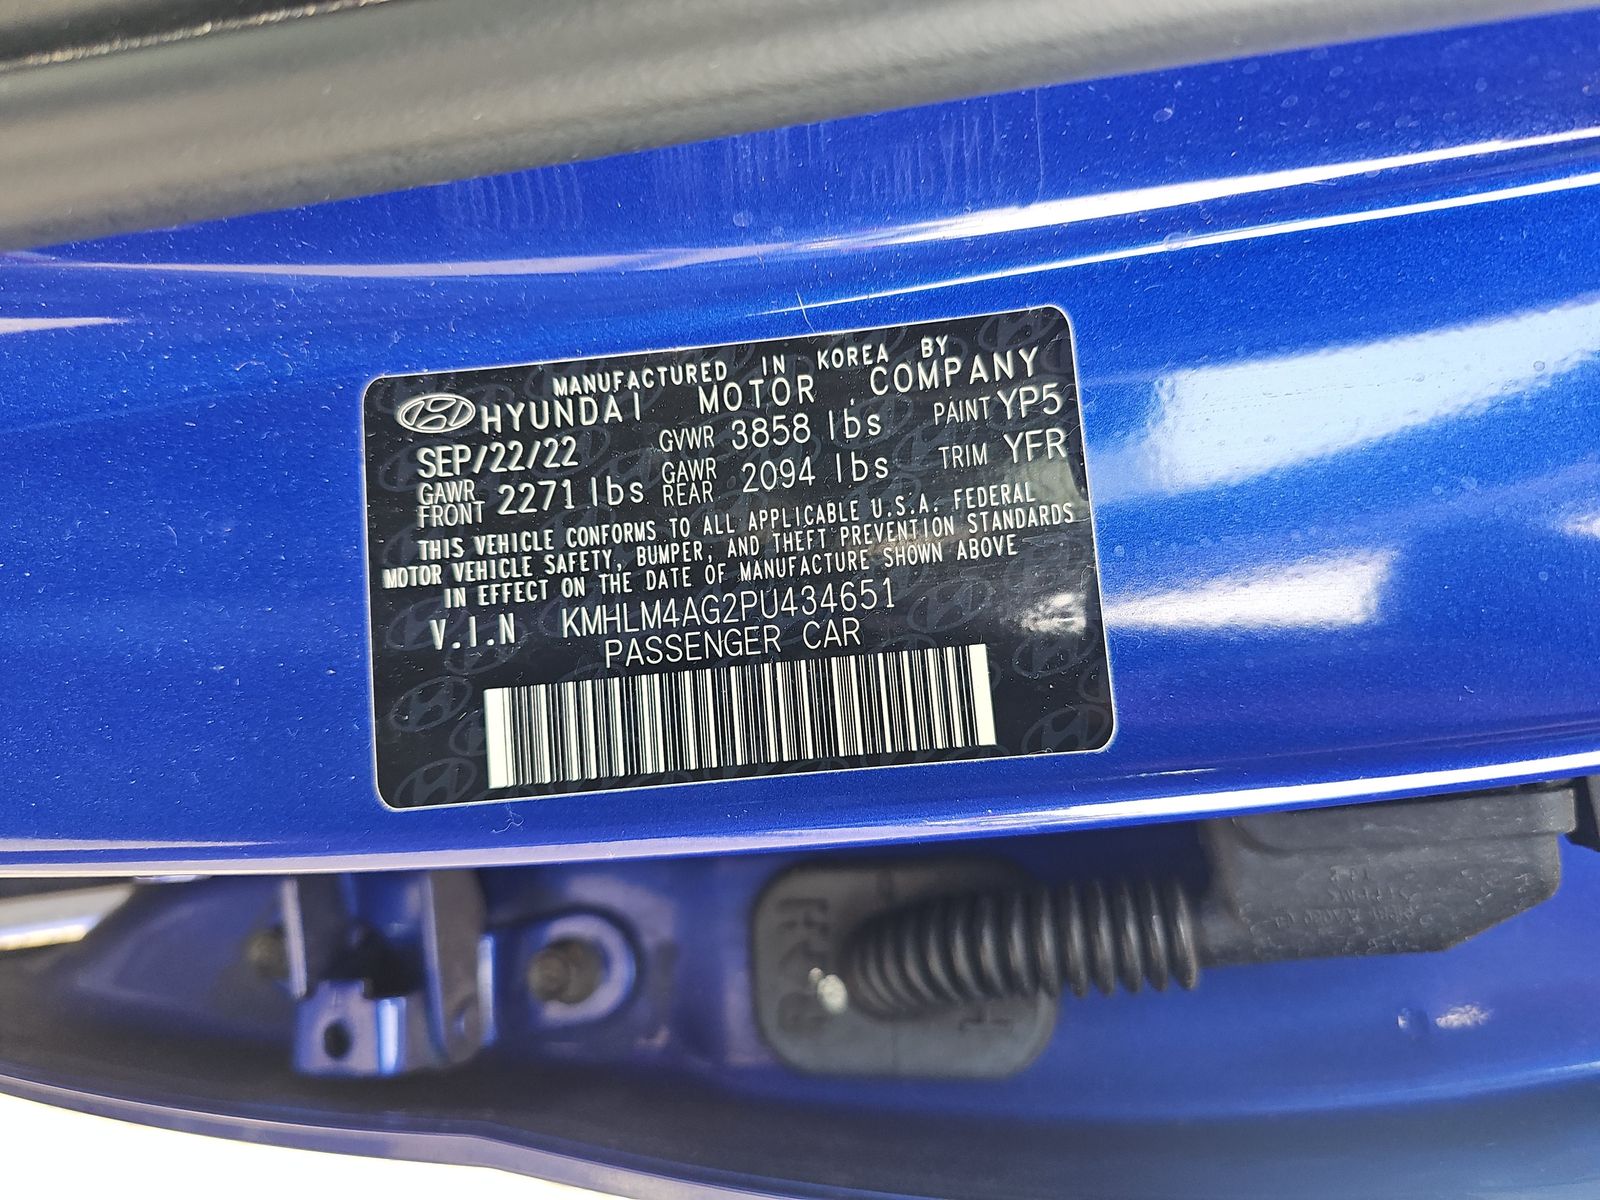 MANUFACTURED IN KOREA BY
HYUNDAI MOTOR COMPANY
SEP/22/22 GVWR 3858 lbs PAINT YP5
GAWR FRONT 2271 lbs GAWR REAR 2094 lbs TRIM YFR
THIS VEHICLE CONFORMS TO ALL APPLICABLE U.S.A. FEDERAL
MOTOR VEHICLE SAFETY, BUMPER, AND THEFT PREVENTION STANDARDS
IN EFFECT ON THE DATE OF MANUFACTURE SHOWN ABOVE
V.I.N KMHLM4AG2PU434651
PASSENGER CAR